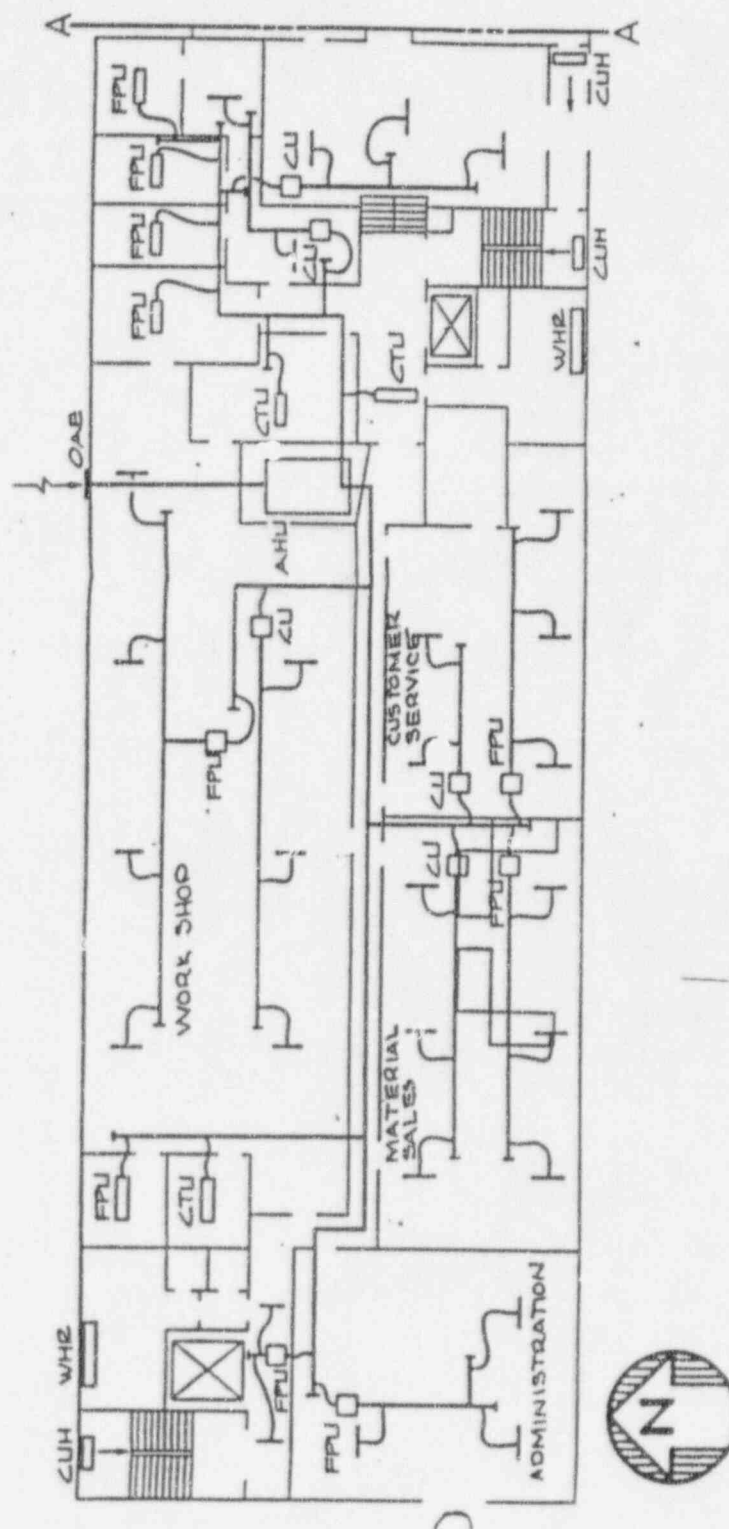 A
A
FPU
FPU
FPU
FPU
CU
CU
CUH
CUH
WHR
CTU
CTU
OAE
AHU
CU
FPU
WORK SHOP
CUSTOMER
SERVICE
CU
FPU
CU
FPU
MATERIAL
SALES
FPU
CTU
WHR
CUH
FPU
FPU
ADMINISTRATION
N